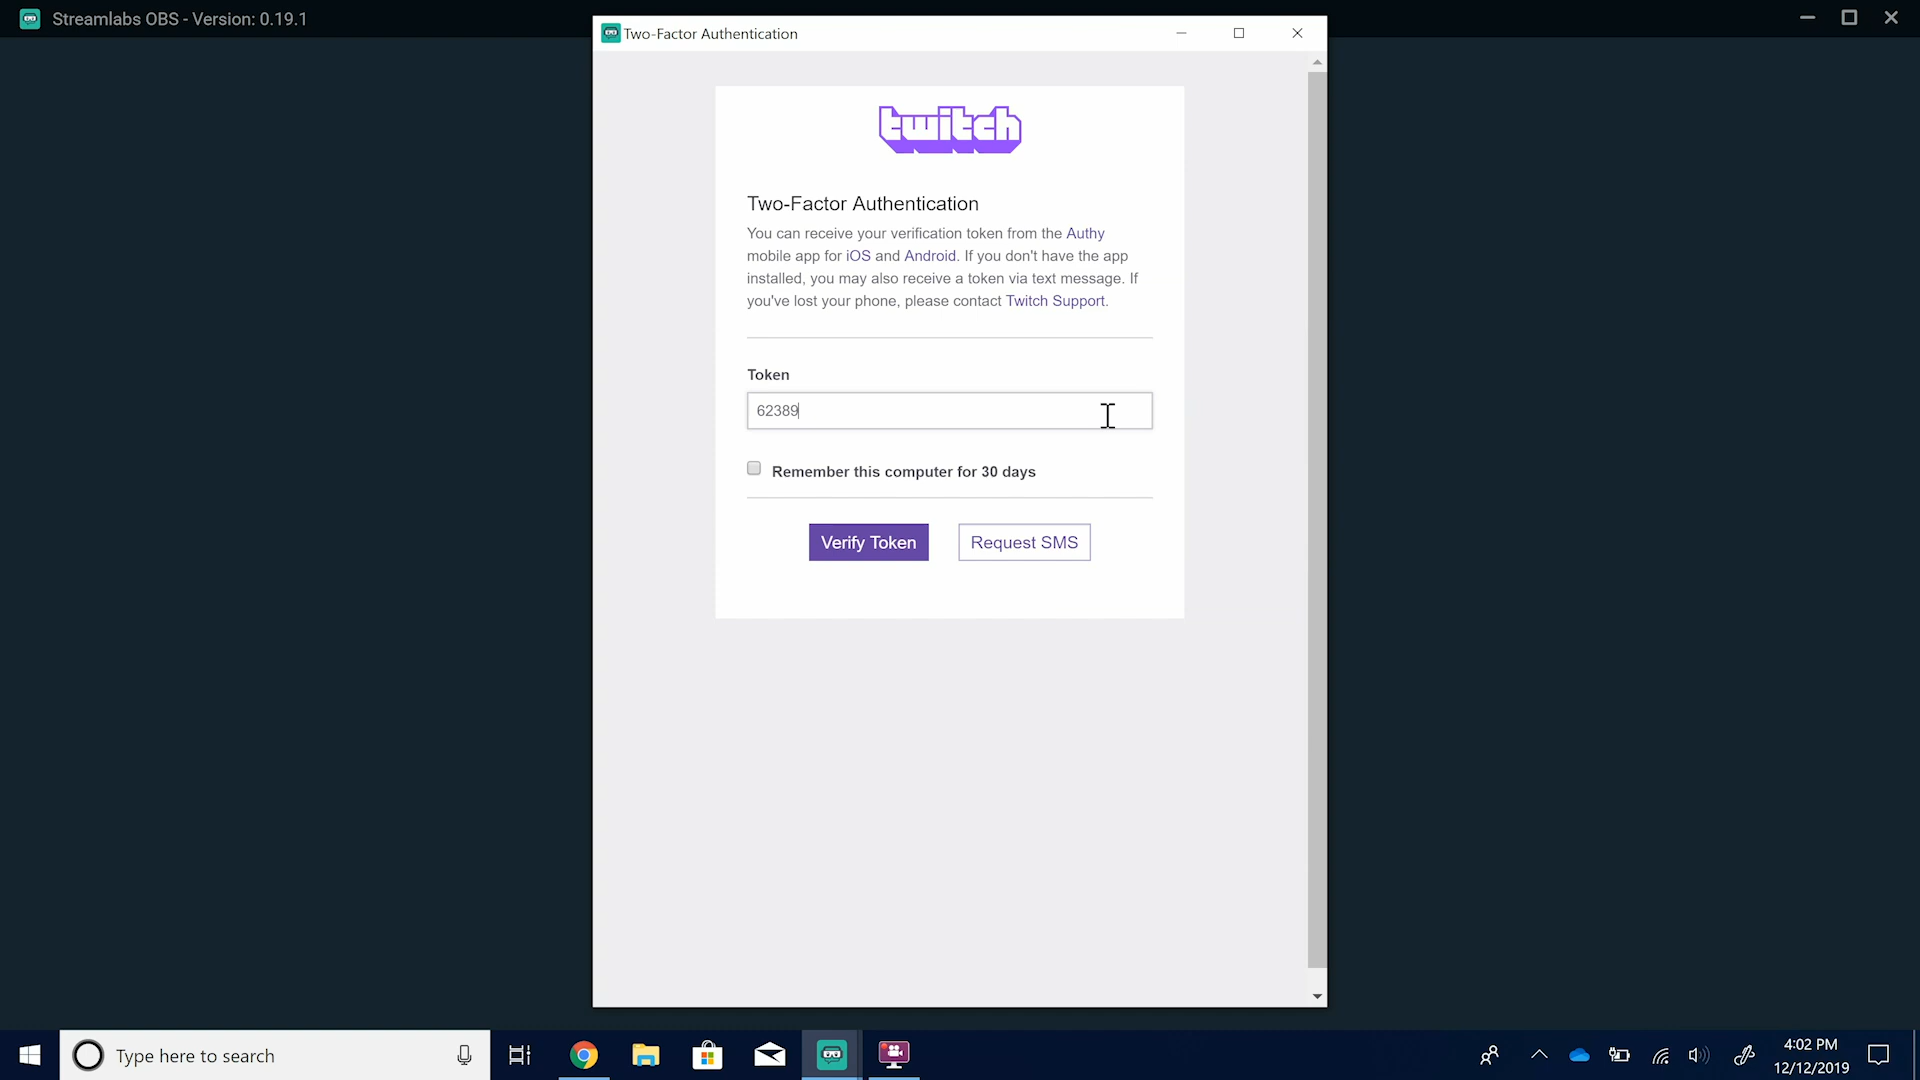 Streamlabs OBS - Version: 0.19.1
Two-Factor Authentication
twitch
Two-Factor Authentication
You can receive your verification token from the Authy
mobile app for iOS and Android. If you don't have the app
installed, you may also receive a token via text message. If
you've lost your phone, please contact Twitch Support.
Token
62389
Remember this computer for 30 days
Verify Token
Request SMS
Type here to search
4:02 PM
12/12/2019